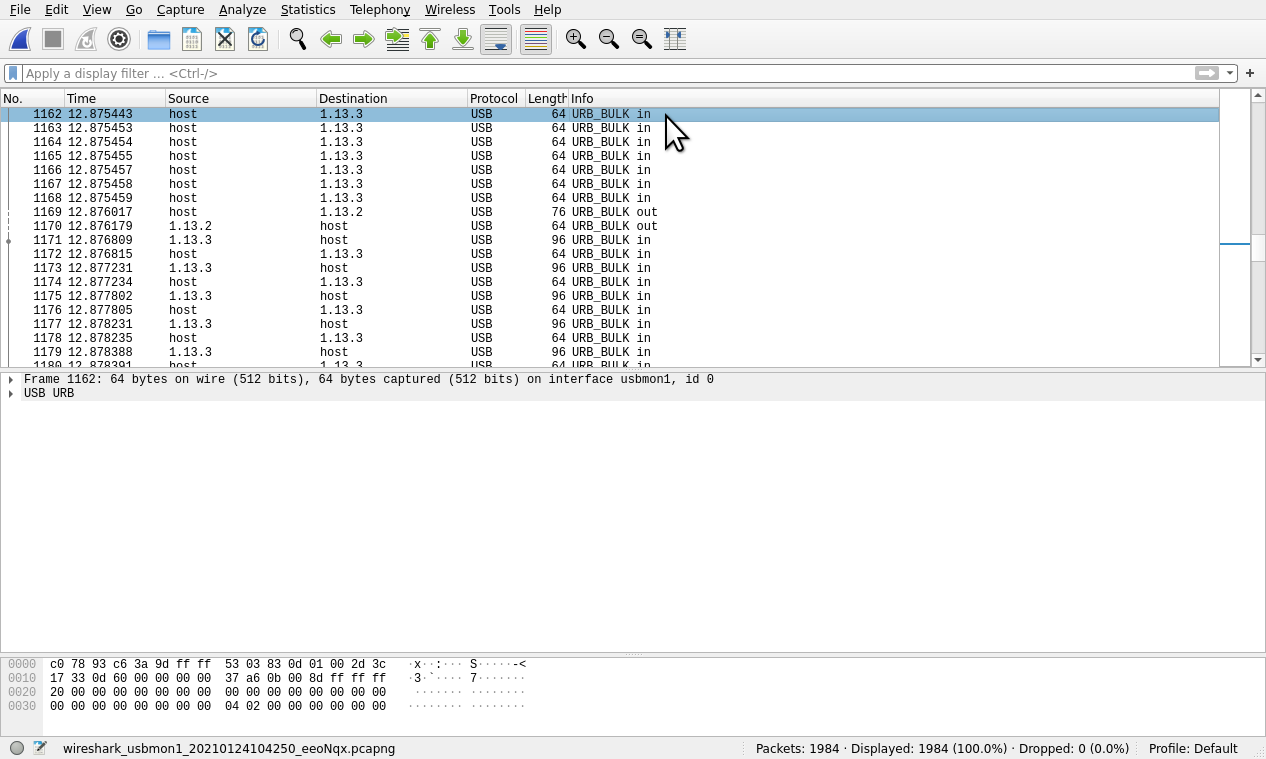 File Edit View Go Capture Analyze Statistics Telephony Wireless Tools Help
Apply a display filter ... <Ctrl-/>
No. Time Source Destination Protocol Length Info
1162 12.875443 host 1.13.3 USB 64 URB_BULK in
1163 12.875453 host 1.13.3 USB 64 URB_BULK in
1164 12.875454 host 1.13.3 USB 64 URB_BULK in
1165 12.875455 host 1.13.3 USB 64 URB_BULK in
1166 12.875457 host 1.13.3 USB 64 URB_BULK in
1167 12.875458 host 1.13.3 USB 64 URB_BULK in
1168 12.875459 host 1.13.3 USB 64 URB_BULK in
1169 12.876017 host 1.13.2 USB 76 URB_BULK out
1170 12.876179 1.13.2 host USB 64 URB_BULK out
1171 12.876809 1.13.3 host USB 96 URB_BULK in
1172 12.876815 host 1.13.3 USB 64 URB_BULK in
1173 12.877231 1.13.3 host USB 96 URB_BULK in
1174 12.877234 host 1.13.3 USB 64 URB_BULK in
1175 12.877802 1.13.3 host USB 96 URB_BULK in
1176 12.877805 host 1.13.3 USB 64 URB_BULK in
1177 12.878231 1.13.3 host USB 96 URB_BULK in
1178 12.878235 host 1.13.3 USB 64 URB_BULK in
1179 12.878388 1.13.3 host USB 96 URB_BULK in
1180 12.878391 host 1.13.3 USB 64 URB_BULK in
Frame 1162: 64 bytes on wire (512 bits), 64 bytes captured (512 bits) on interface usbmon1, id 0
USB URB
0000 c0 78 93 c6 3a 9d ff ff 53 03 83 0d 01 00 2d 3c ·x··:··· S·····-<
0010 17 33 0d 60 00 00 00 00 37 a6 0b 00 8d ff ff ff ·3·`···· 7·······
0020 20 00 00 00 00 00 00 00 00 00 00 00 00 00 00 00 ······· ········
0030 00 00 00 00 00 00 00 00 04 02 00 00 00 00 00 00 ········ ········
wireshark_usbmon1_20210124104250_eeoNqx.pcapng
Packets: 1984 · Displayed: 1984 (100.0%) · Dropped: 0 (0.0%)
Profile: Default